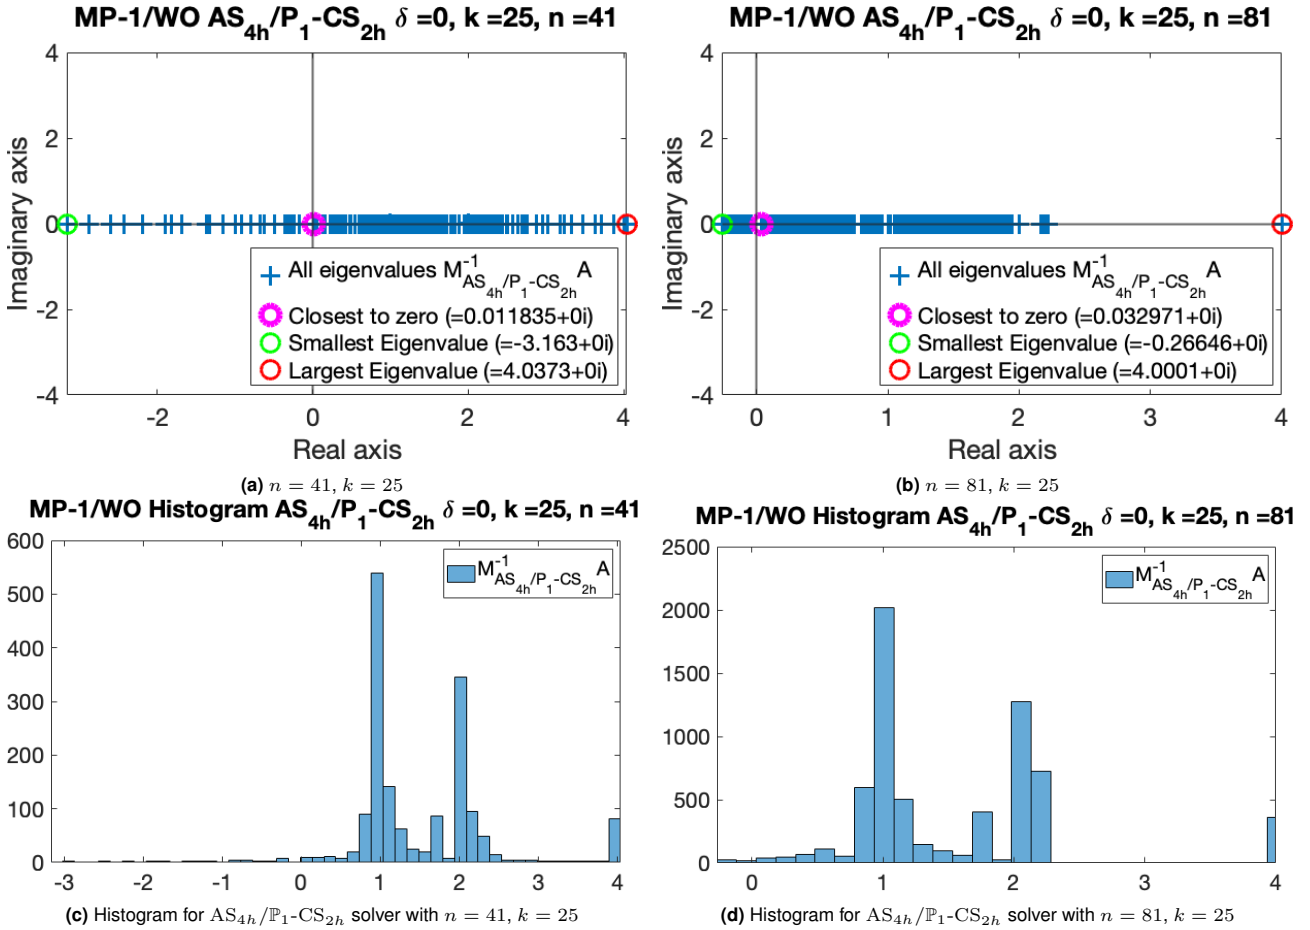 MP-1/WO AS4h/P1-CS2h δ =0, k =25, n =41
4
2
0
-2
-4
Imaginary axis
All eigenvalues M-1AS4h/P1-CS2h A
Closest to zero (=0.011835+0i)
Smallest Eigenvalue (=-3.163+0i)
Largest Eigenvalue (=4.0373+0i)
-2 0 2 4
Real axis
(a) n = 41, k = 25
MP-1/WO AS4h/P1-CS2h δ =0, k =25, n =81
4
2
0
-2
-4
Imaginary axis
All eigenvalues M-1AS4h/P1-CS2h A
Closest to zero (=0.032971+0i)
Smallest Eigenvalue (=-0.26646+0i)
Largest Eigenvalue (=4.0001+0i)
0 1 2 3 4
Real axis
(b) n = 81, k = 25
MP-1/WO Histogram AS4h/P1-CS2h δ =0, k =25, n =41
600
500
400
300
200
100
0
M-1AS4h/P1-CS2h A
-3 -2 -1 0 1 2 3 4
(c) Histogram for AS4h/ℙ1-CS2h solver with n = 41, k = 25
MP-1/WO Histogram AS4h/P1-CS2h δ =0, k =25, n =81
2500
2000
1500
1000
500
0
M-1AS4h/P1-CS2h A
0 1 2 3 4
(d) Histogram for AS4h/ℙ1-CS2h solver with n = 81, k = 25